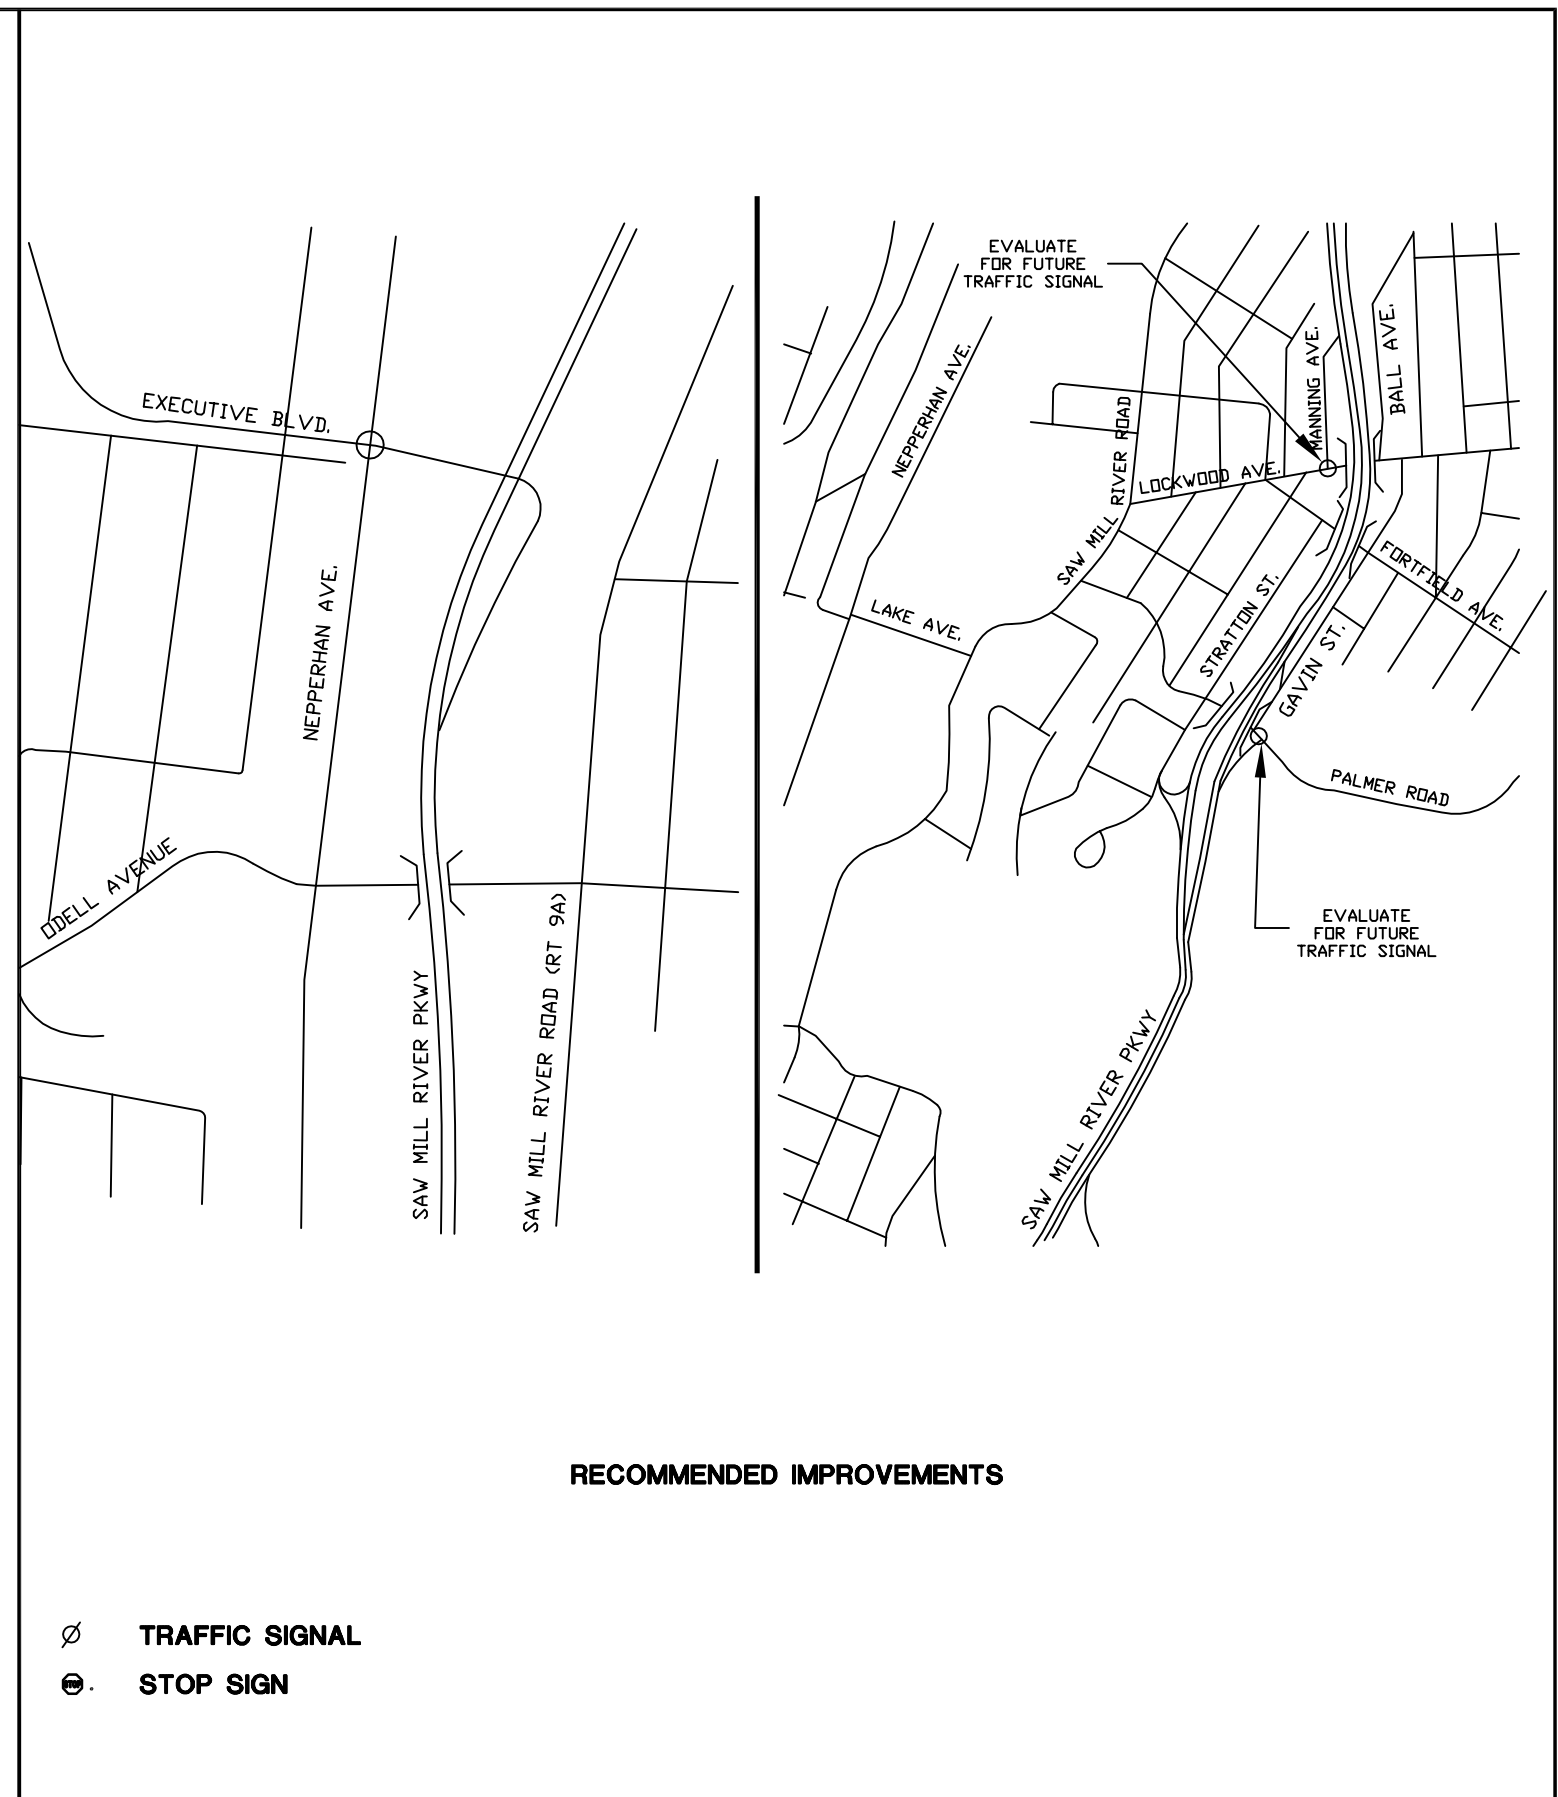 EXECUTIVE BLVD.
NEPPERHAN AVE.
ODELL AVENUE
SAW MILL RIVER PKWY
SAW MILL RIVER ROAD (RT 9A)
EVALUATE
FOR FUTURE
TRAFFIC SIGNAL
NEPPERHAN AVE.
MANNING AVE.
BALL AVE.
SAW MILL RIVER ROAD
LOCKWOOD AVE.
FORTFIELD AVE.
LAKE AVE.
STRATTON ST.
GAVIN ST.
PALMER ROAD
EVALUATE
FOR FUTURE
TRAFFIC SIGNAL
SAW MILL RIVER PKWY
RECOMMENDED IMPROVEMENTS
TRAFFIC SIGNAL
STOP
STOP SIGN